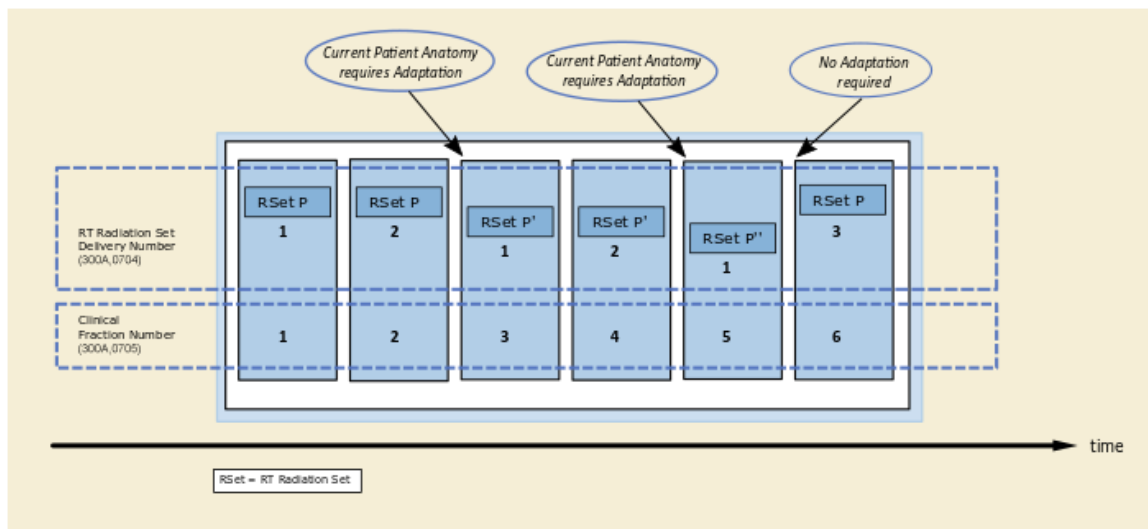 Current Patient Anatomy
requires Adaptation
Current Patient Anatomy
requires Adaptation
No Adaptation
required
RSet P
1
RSet P
2
RSet P'
1
RSet P'
2
RSet P''
1
RSet P
3
RT Radiation Set
Delivery Number
(300A,0704)
Clinical
Fraction Number
(300A,0705)
1
2
3
4
5
6
time
RSet = RT Radiation Set